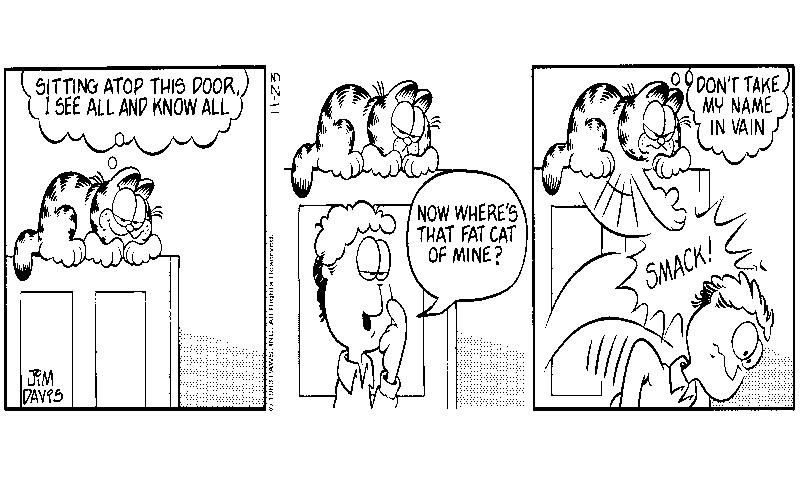 SITTING ATOP THIS DOOR,
I SEE ALL AND KNOW ALL
JIM
DAVIS
11-23
NOW WHERE'S
THAT FAT CAT
OF MINE?
DON'T TAKE
MY NAME
IN VAIN
SMACK!